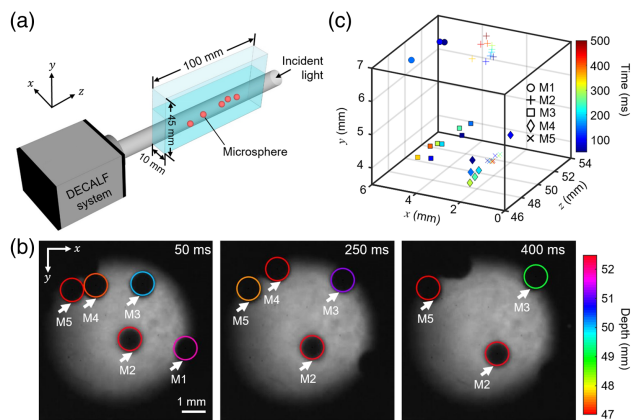 (a)
y
x
z
100 mm
Incident
light
45 mm
10 mm
Microsphere
DECALF
system
(c)
7
6
5
4
y (mm)
6
4
2
0
x (mm)
46
48
50
52
54
z (mm)
M1
M2
M3
M4
M5
500
400
300
200
100
Time (ms)
(b)
x
y
50 ms
M5
M4
M3
M2
M1
1 mm
250 ms
M5
M4
M3
M2
400 ms
M5
M3
M2
52
51
50
49
48
47
Depth (mm)